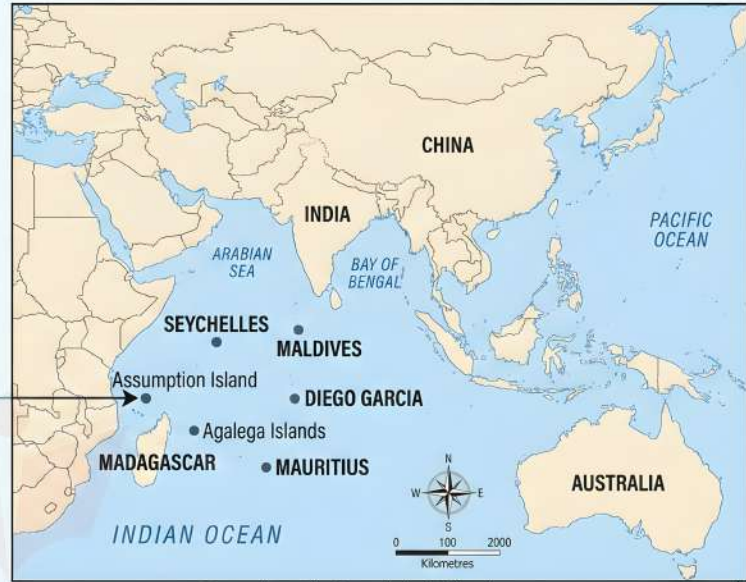 CHINA
INDIA
PACIFIC
OCEAN
ARABIAN
SEA
BAY OF
BENGAL
SEYCHELLES
MALDIVES
Assumption Island
DIEGO GARCIA
Agalega Islands
MADAGASCAR
MAURITIUS
AUSTRALIA
INDIAN OCEAN
N
W E
S
0 100 2000
Kilometres